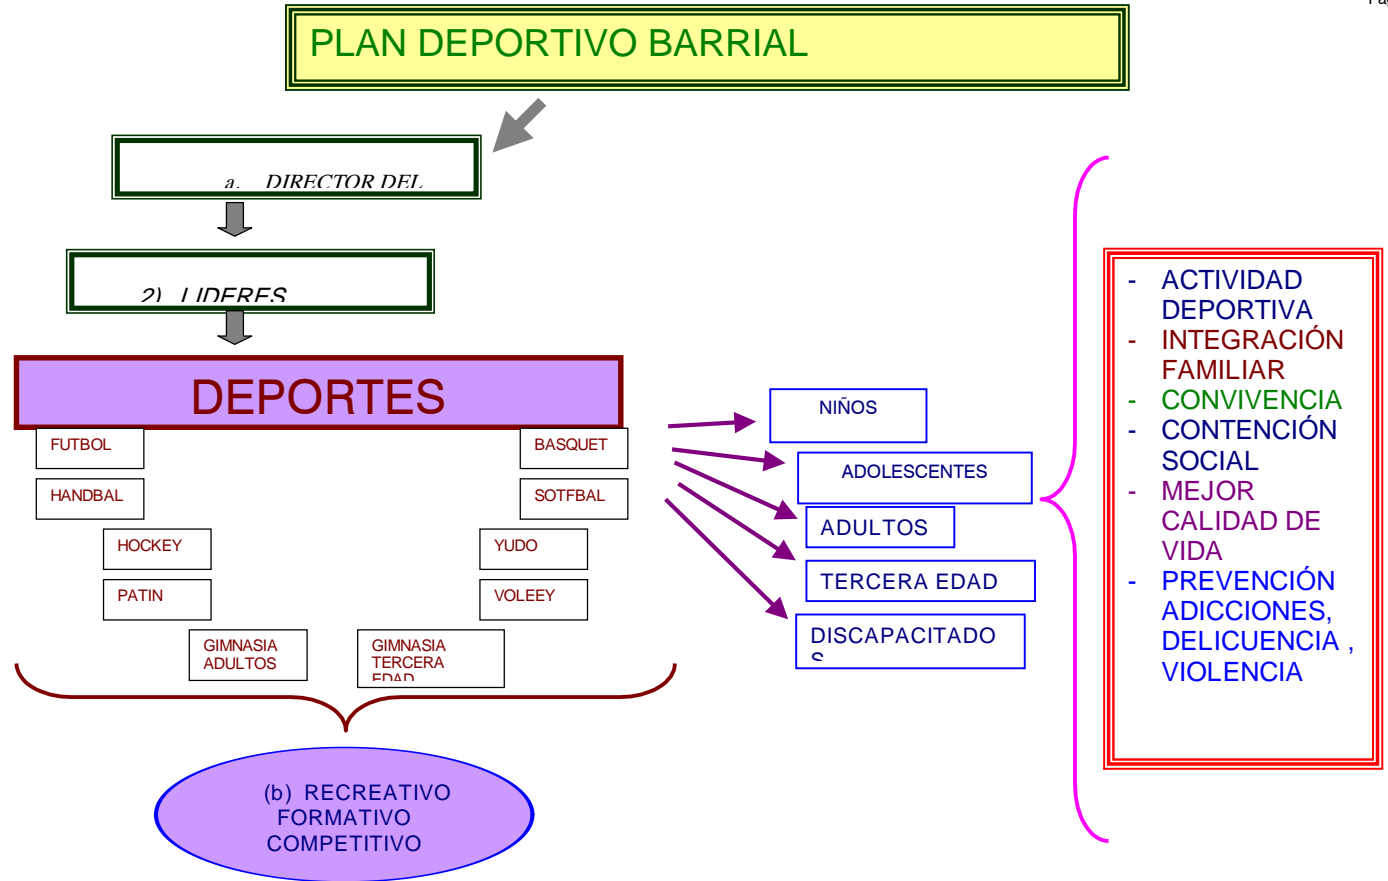 PLAN DEPORTIVO BARRIAL
a. DIRECTOR DEL
2) LIDERES
DEPORTES
FUTBOL
BASQUET
HANDBAL
SOTFBAL
HOCKEY
YUDO
PATIN
VOLEEY
GIMNASIA
ADULTOS
GIMNASIA
TERCERA
EDAD
(b) RECREATIVO
FORMATIVO
COMPETITIVO
NIÑOS
ADOLESCENTES
ADULTOS
TERCERA EDAD
DISCAPACITADO
S
- ACTIVIDAD
DEPORTIVA
- INTEGRACIÓN
FAMILIAR
- CONVIVENCIA
- CONTENCIÓN
SOCIAL
- MEJOR
CALIDAD DE
VIDA
- PREVENCIÓN
ADICCIONES,
DELICUENCIA ,
VIOLENCIA